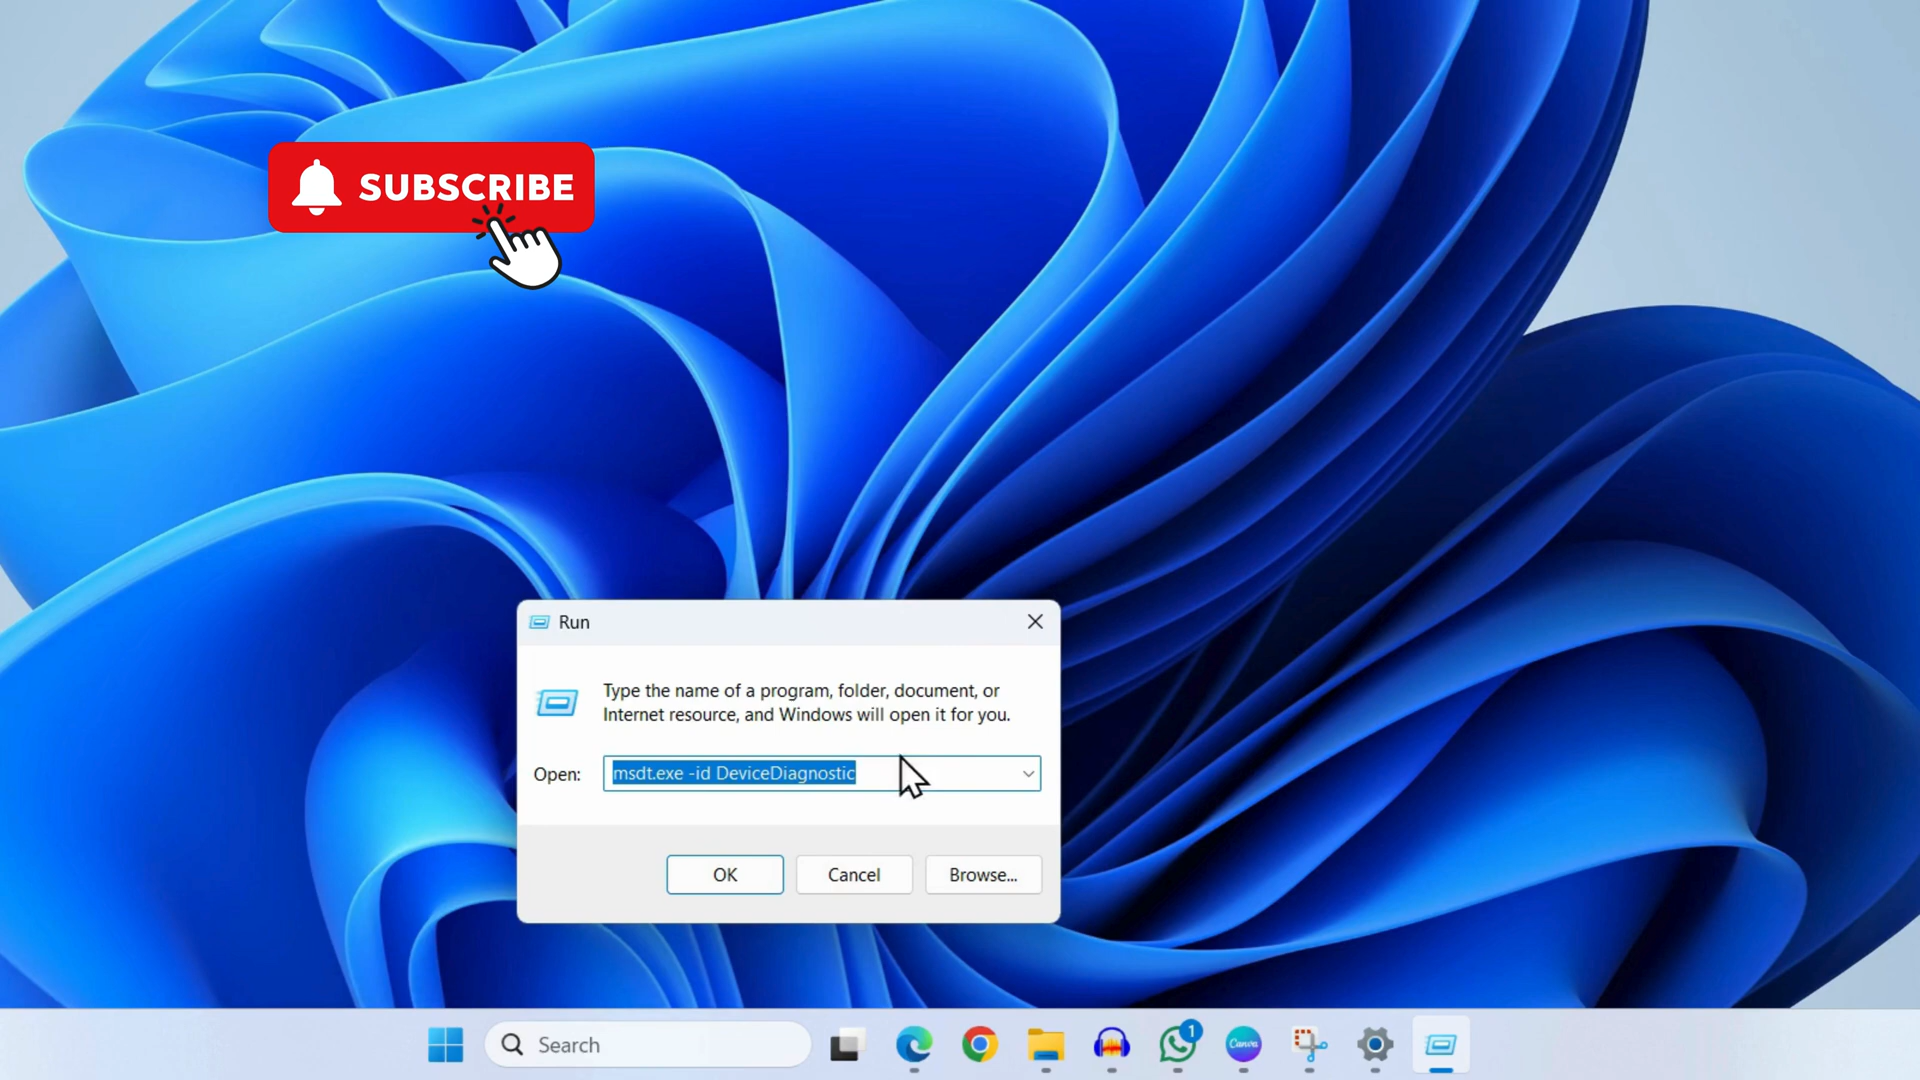 SUBSCRIBE
Run
Type the name of a program, folder, document, or
Internet resource, and Windows will open it for you.
Open: msdt.exe -id DeviceDiagnostic
OK Cancel Browse...
Search
1
Canva